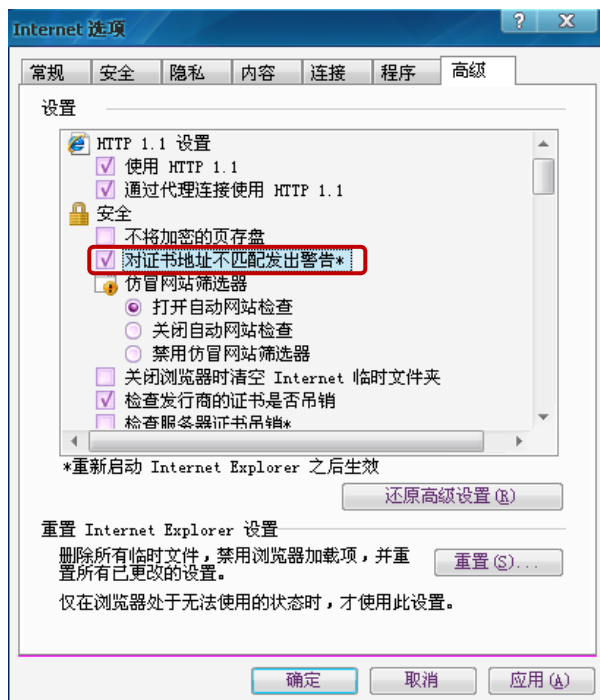 Internet 选项
常规 安全 隐私 内容 连接 程序 高级
设置
HTTP 1.1 设置
使用 HTTP 1.1
通过代理连接使用 HTTP 1.1
安全
不将加密的页存盘
对证书地址不匹配发出警告*
仿冒网站筛选器
打开自动网站检查
关闭自动网站检查
禁用仿冒网站筛选器
关闭浏览器时清空 Internet 临时文件夹
检查发行商的证书是否吊销
检查服务器证书吊销*
*重新启动 Internet Explorer 之后生效
还原高级设置(R)
重置 Internet Explorer 设置
删除所有临时文件，禁用浏览器加载项，并重
置所有已更改的设置。
重置(S)...
仅在浏览器处于无法使用的状态时，才使用此设置。
确定 取消 应用(A)